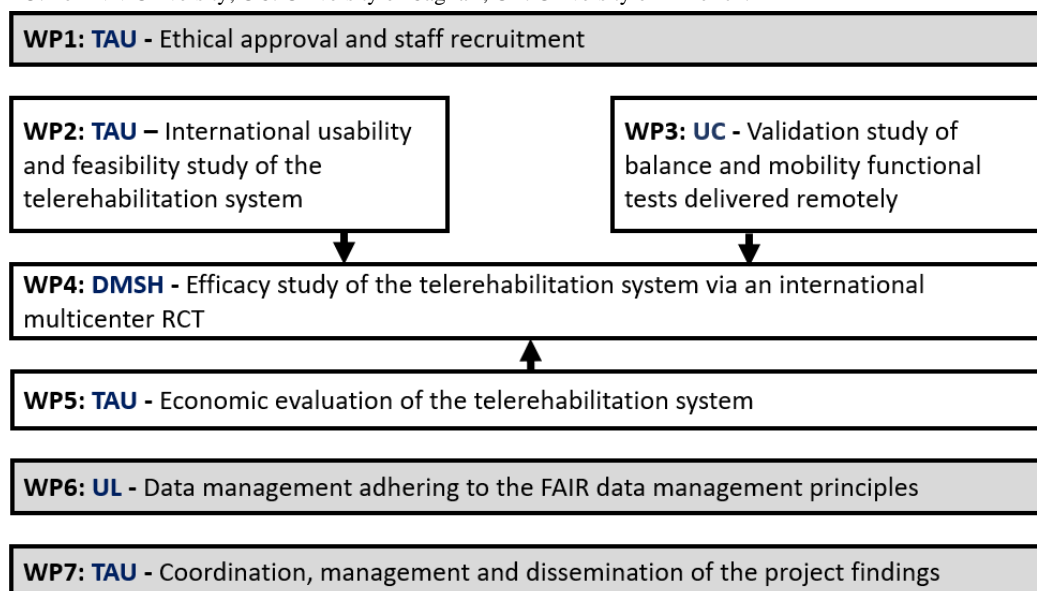 WP1: TAU - Ethical approval and staff recruitment
WP2: TAU – International usability
and feasibility study of the
telerehabilitation system
WP3: UC - Validation study of
balance and mobility functional
tests delivered remotely
WP4: DMSH - Efficacy study of the telerehabilitation system via an international
multicenter RCT
WP5: TAU - Economic evaluation of the telerehabilitation system
WP6: UL - Data management adhering to the FAIR data management principles
WP7: TAU - Coordination, management and dissemination of the project findings